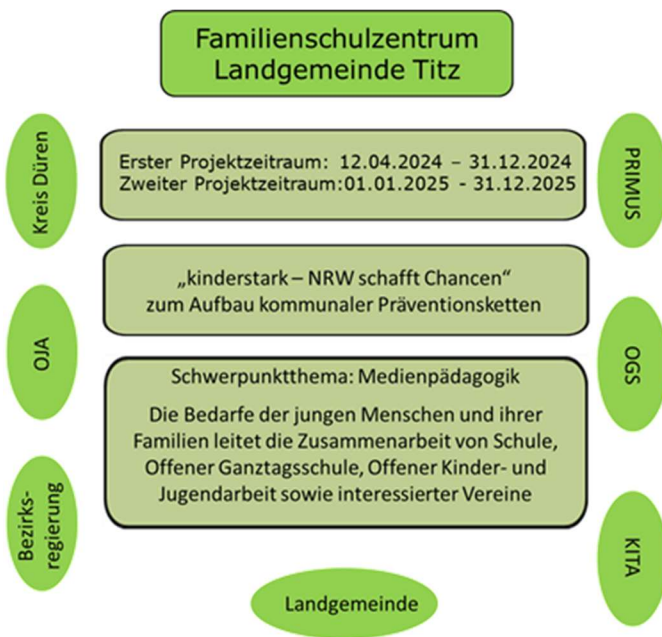 Familienschulzentrum
Landgemeinde Titz
Kreis Düren
Erster Projektzeitraum: 12.04.2024 – 31.12.2024
Zweiter Projektzeitraum:01.01.2025 - 31.12.2025
PRIMUS
„kinderstark – NRW schafft Chancen“
zum Aufbau kommunaler Präventionsketten
OJA
OGS
Schwerpunktthema: Medienpädagogik
Die Bedarfe der jungen Menschen und ihrer
Familien leitet die Zusammenarbeit von Schule,
Offener Ganztagsschule, Offener Kinder- und
Jugendarbeit sowie interessierter Vereine
Bezirks-
regierung
KITA
Landgemeinde